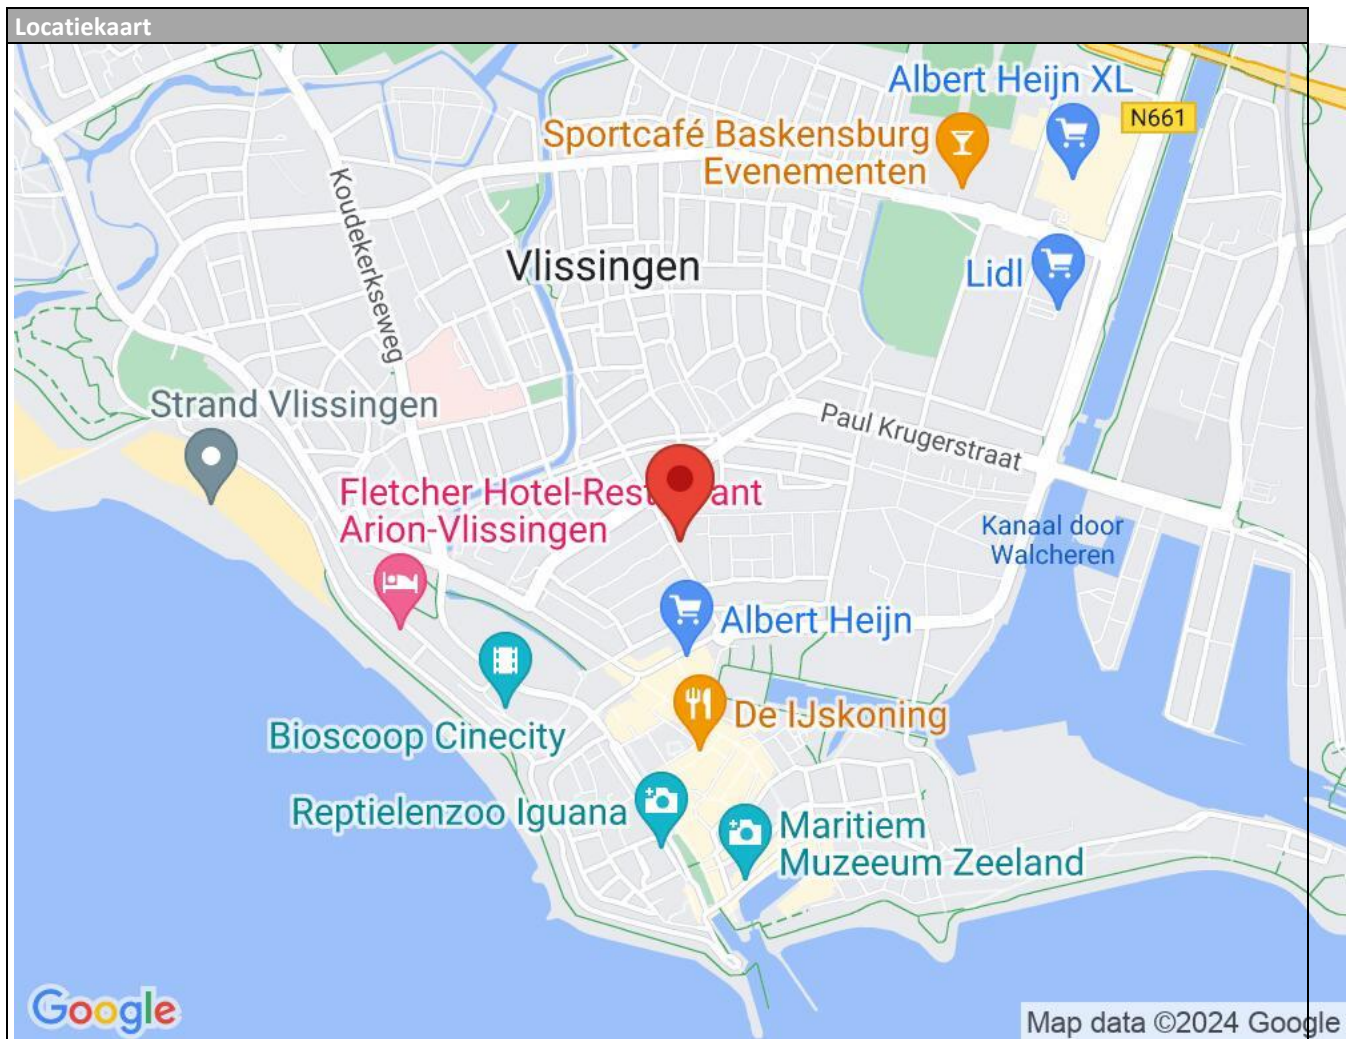 Locatiekaart
Albert Heijn XL
N661
Sportcafé Baskensburg
Evenementen
Koudekerkseweg
Vlissingen
Lidl
Strand Vlissingen
Paul Krugerstraat
Fletcher Hotel-Rest ant
Arion-Vlissingen
Kanaal door
Walcheren
Albert Heijn
De IJskoning
Bioscoop Cinecity
Reptielenzoo Iguana
Maritiem
Muzeeum Zeeland
Google
Map data ©2024 Google